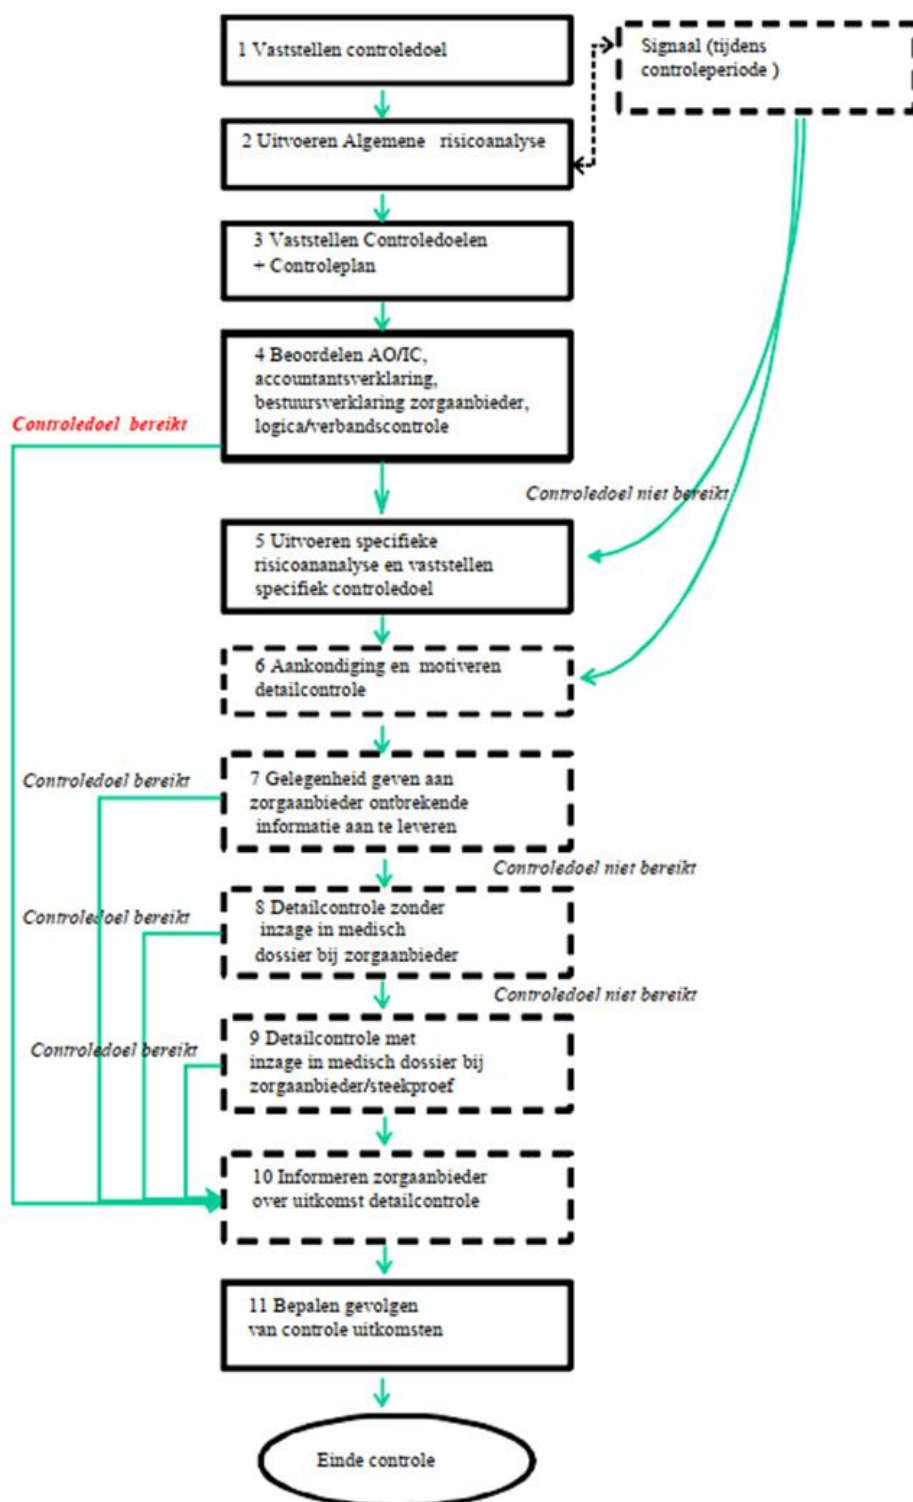 1 Vaststellen controledoel
Signaal (tijdens
controleperiode )
2 Uitvoeren Algemene risicoanalyse
3 Vaststellen Controledoelen
+ Controleplan
4 Beoordelen AO/IC,
accountantsverklaring,
bestuursverklaring zorgaanbieder,
logica/verbandscontrole
Controledoel bereikt
Controledoel niet bereikt
5 Uitvoeren specifieke
risicoananalyse en vaststellen
specifiek controledoel
6 Aankondiging en motiveren
detailcontrole
Controledoel bereikt
7 Gelegenheid geven aan
zorgaanbieder ontbrekende
informatie aan te leveren
Controledoel niet bereikt
Controledoel bereikt
8 Detailcontrole zonder
inzage in medisch
dossier bij zorgaanbieder
Controledoel niet bereikt
Controledoel bereikt
9 Detailcontrole met
inzage in medisch dossier bij
zorgaanbieder/steekproef
10 Informeren zorgaanbieder
over uitkomst detailcontrole
11 Bepalen gevolgen
van controle uitkomsten
Einde controle